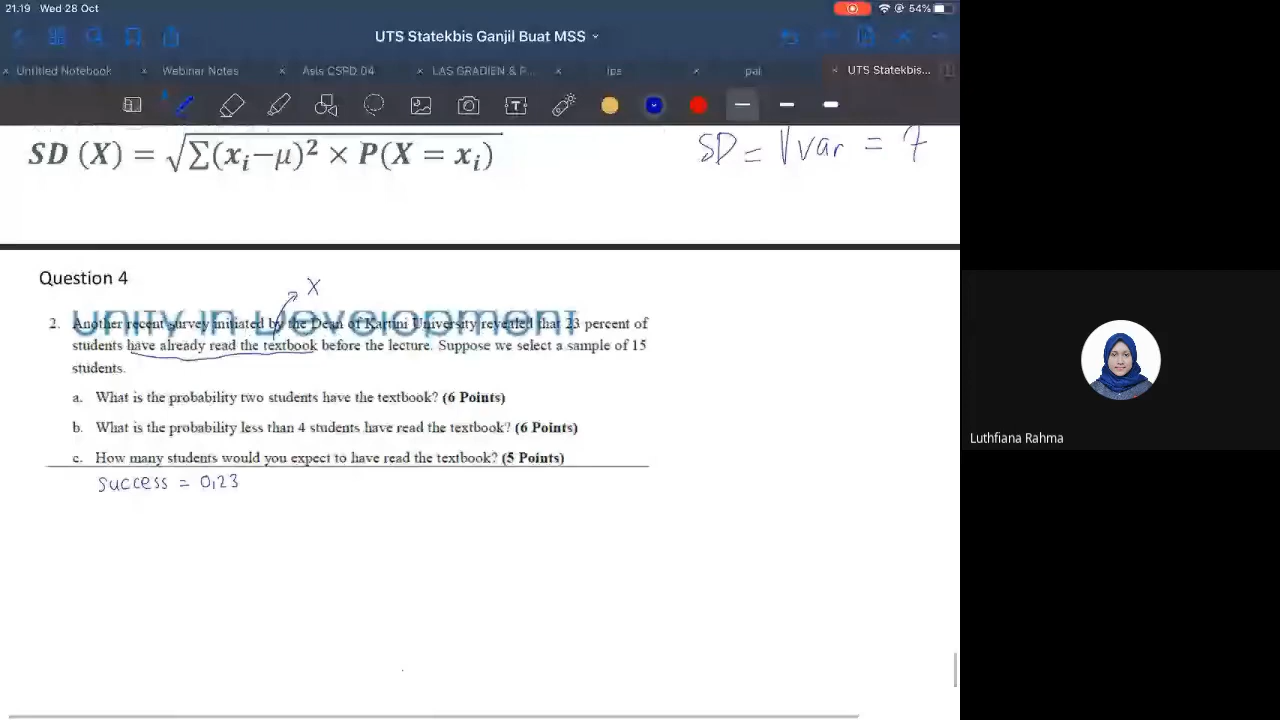 21.19 Wed 28 Oct
54%
UTS Statekbis Ganjil Buat MSS
Untitled Notebook
Webinar Notes
Asis CSPD 04
LAS GRADIEN & P...
ips
pai
UTS Statekbis...
SD (X) = √∑(xᵢ−μ)² × P(X = xᵢ)
SD = √var = 7
Question 4
X
Unity in Development
2. Another recent survey initiated by the Dean of Kartini University revealed that 23 percent of
students have already read the textbook before the lecture. Suppose we select a sample of 15
students.
a. What is the probability two students have the textbook? (6 Points)
b. What is the probability less than 4 students have read the textbook? (6 Points)
c. How many students would you expect to have read the textbook? (5 Points)
success = 0,23
Luthfiana Rahma